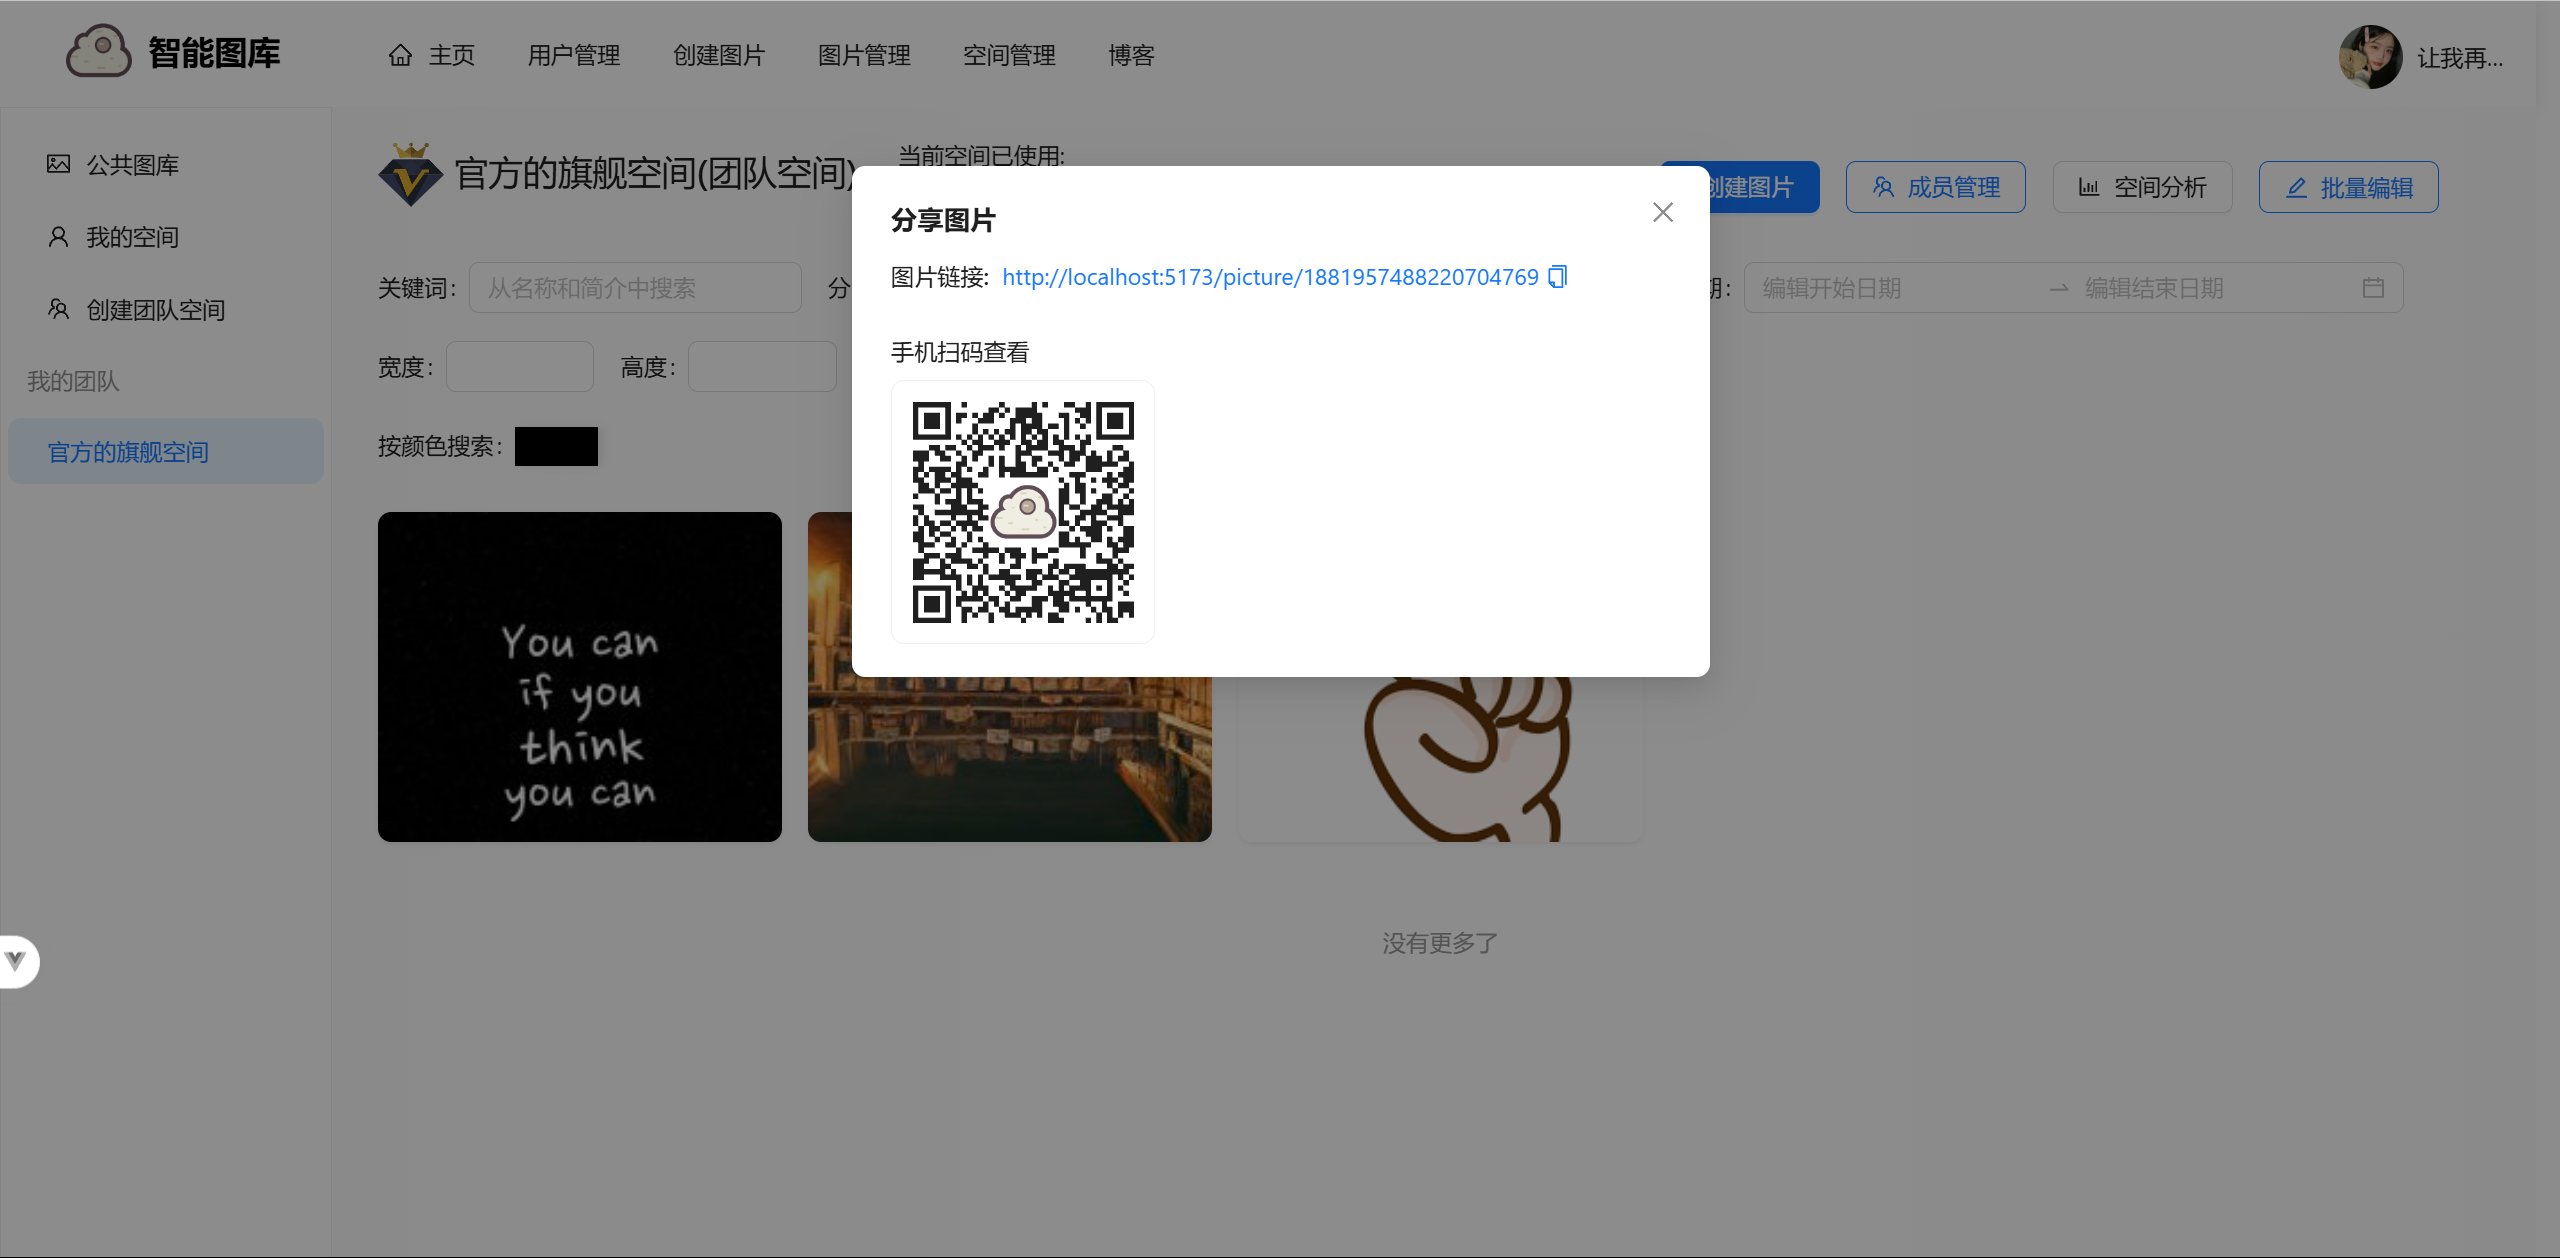 智能图库
主页
用户管理
创建图片
图片管理
空间管理
博客
让我再...
公共图库
我的空间
创建团队空间
我的团队
官方的旗舰空间
官方的旗舰空间(团队空间)
当前空间已使用:
创建图片
成员管理
空间分析
批量编辑
关键词:
从名称和简介中搜索
分
期:
编辑开始日期
编辑结束日期
宽度:
高度:
按颜色搜索:
分享图片
图片链接: http://localhost:5173/picture/1881957488220704769
手机扫码查看
You can
if you
think
you can
没有更多了